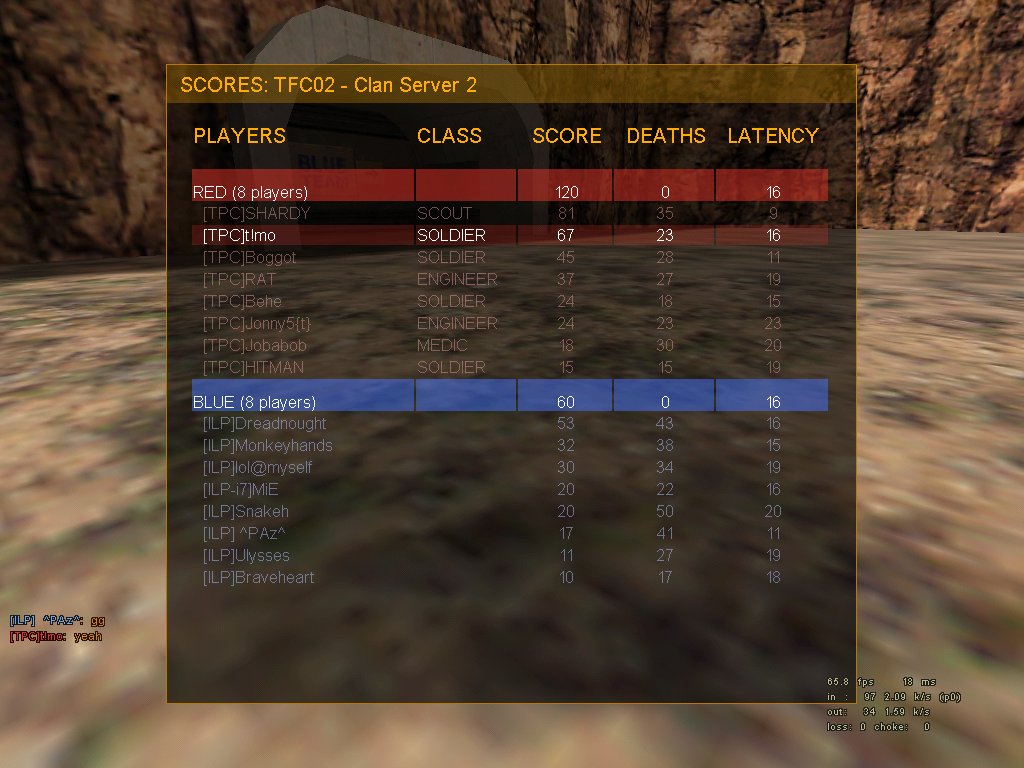 SCORES: TFC02 - Clan Server 2
PLAYERS CLASS SCORE DEATHS LATENCY
BLUE
RED (8 players) 120 0 16
[TPC]SHARDY SCOUT 81 35 9
[TPC]t!mo SOLDIER 67 23 16
[TPC]Boggot SOLDIER 45 28 11
[TPC]RAT ENGINEER 37 27 19
[TPC]Behe SOLDIER 24 18 15
[TPC]Jonny5{t} ENGINEER 24 23 23
[TPC]Jobabob MEDIC 18 30 20
[TPC]HITMAN SOLDIER 15 15 19
BLUE (8 players) 60 0 16
[ILP]Dreadnought 53 43 16
[ILP]Monkeyhands 32 38 15
[ILP]lol@myself 30 34 19
[ILP-i7]MiE 20 22 16
[ILP]Snakeh 20 50 20
[ILP] ^PAz^ 17 41 11
[ILP]Ulysses 11 27 19
[ILP]Braveheart 10 17 18
[ILP] ^PAz^: gg
[TPC]t!mo: yeah
65.8 fps 18 ms
in : 97 2.09 k/s (p0)
out: 34 1.59 k/s
loss: 0 choke: 0